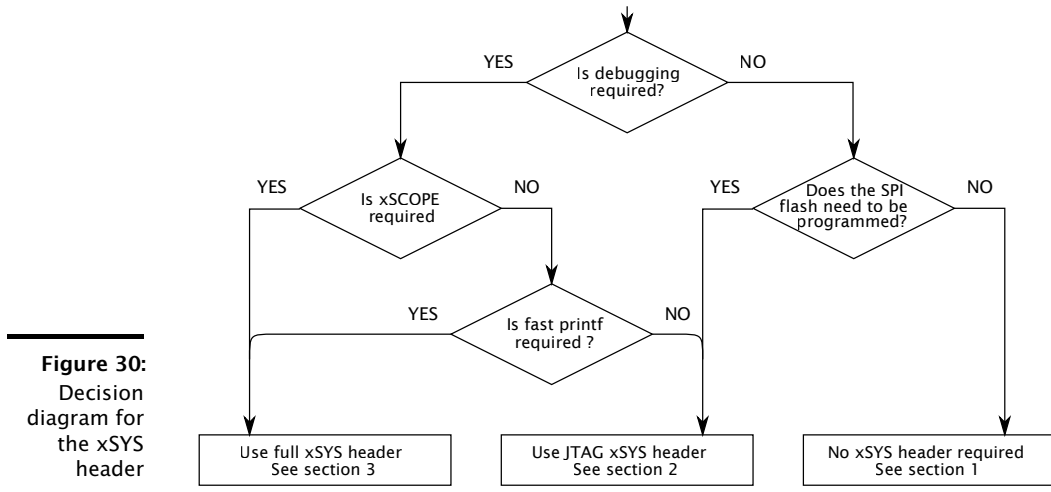 Is debugging
required?
YES
NO
Is xSCOPE
required
YES
NO
Does the SPI
flash need to be
programmed?
YES
NO
Is fast printf
required ?
YES
NO
Use full xSYS header
See section 3
Use JTAG xSYS header
See section 2
No xSYS header required
See section 1
Figure 30:
Decision
diagram for
the xSYS
header